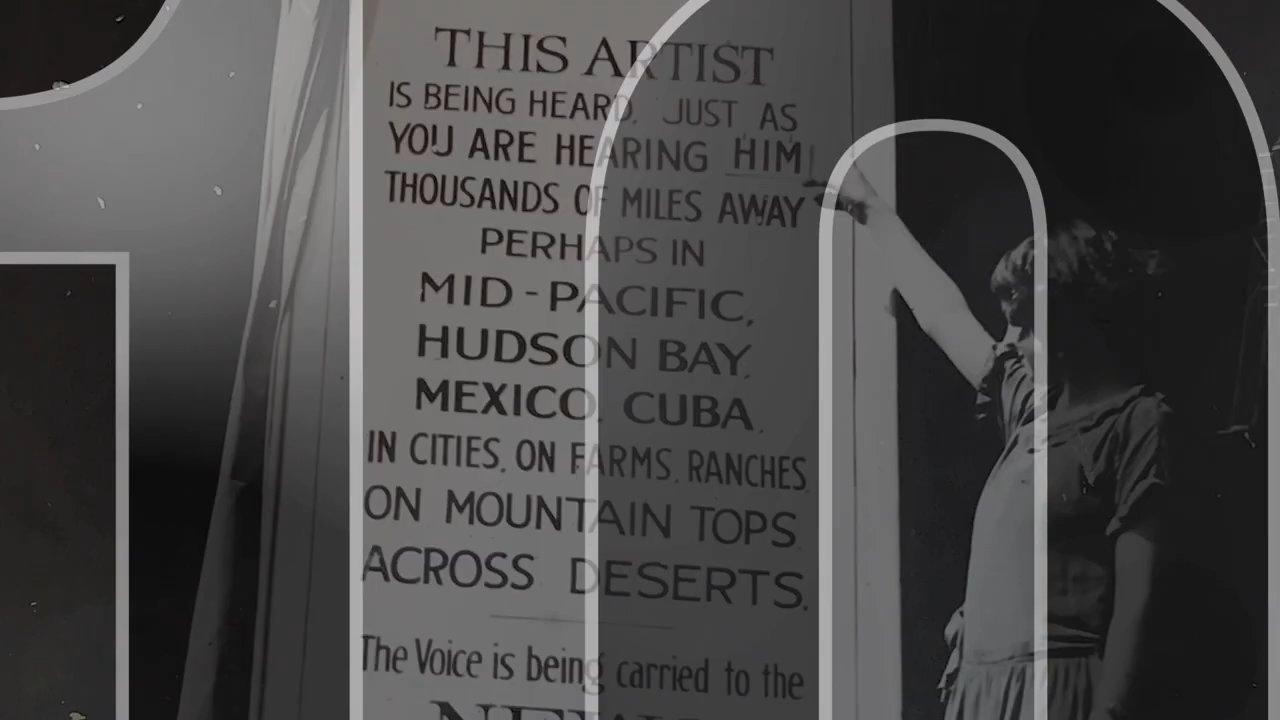 THIS ARTIST
IS BEING HEARD, JUST AS
YOU ARE HEARING HIM
THOUSANDS OF MILES AWAY
PERHAPS IN
MID-PACIFIC,
HUDSON BAY,
MEXICO, CUBA,
IN CITIES, ON FARMS, RANCHES,
ON MOUNTAIN TOPS,
ACROSS DESERTS,
The Voice is being carried to the
10